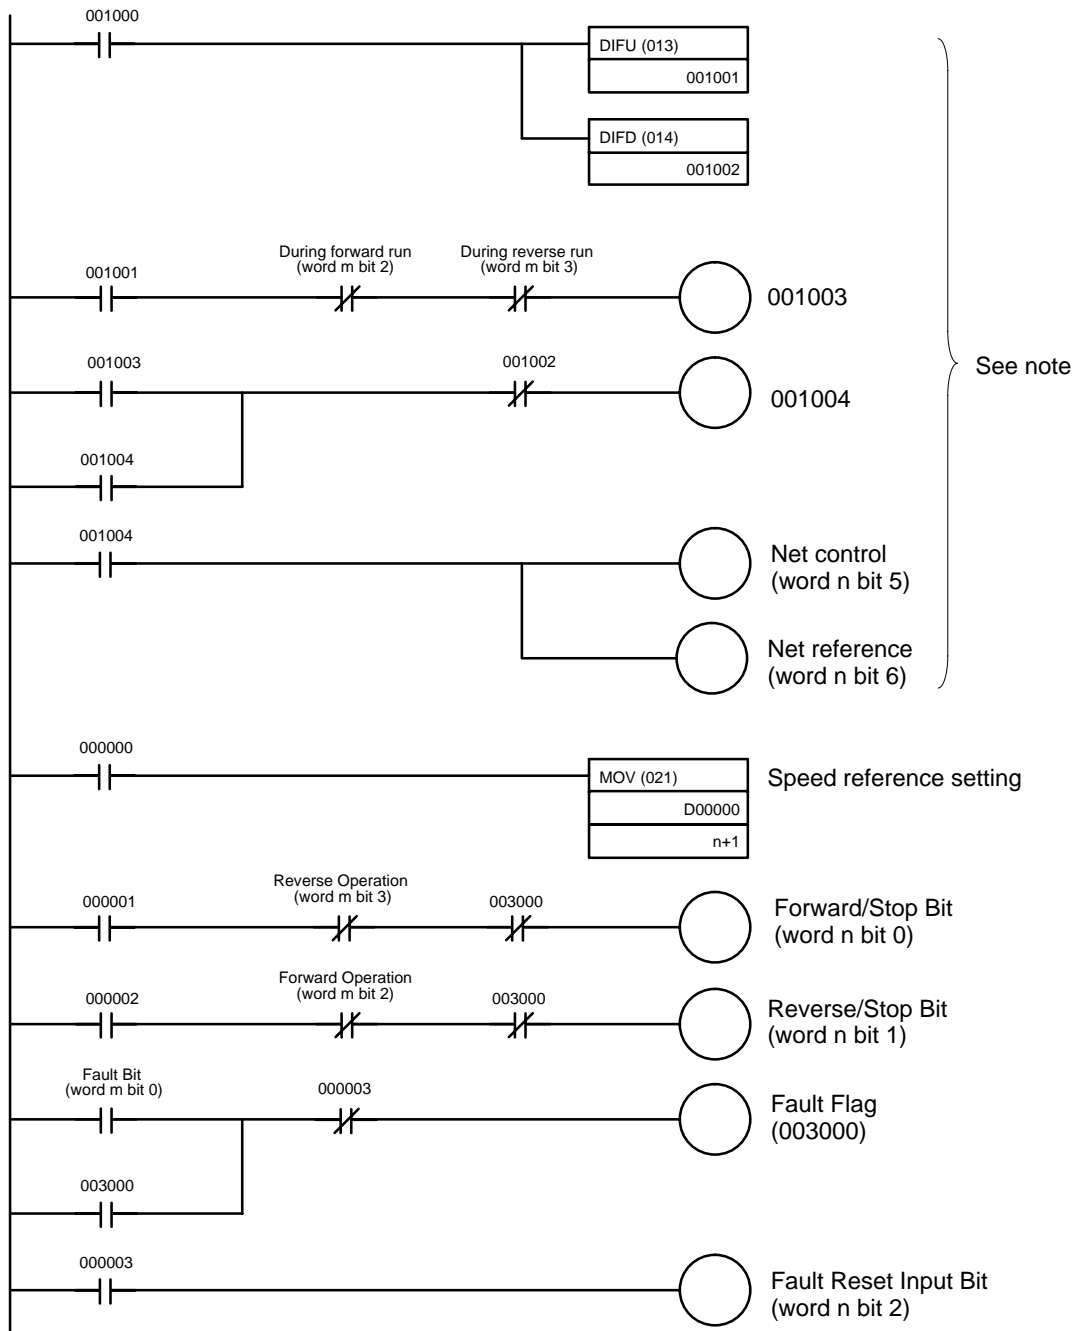 001000
DIFU (013)
001001
DIFD (014)
001002
001001
During forward run
(word m bit 2)
During reverse run
(word m bit 3)
001003
001003
001002
001004
See note
001004
001004
Net control
(word n bit 5)
Net reference
(word n bit 6)
000000
MOV (021)
D00000
n+1
Speed reference setting
000001
Reverse Operation
(word m bit 3)
003000
Forward/Stop Bit
(word n bit 0)
000002
Forward Operation
(word m bit 2)
003000
Reverse/Stop Bit
(word n bit 1)
Fault Bit
(word m bit 0)
000003
Fault Flag
(003000)
003000
000003
Fault Reset Input Bit
(word n bit 2)